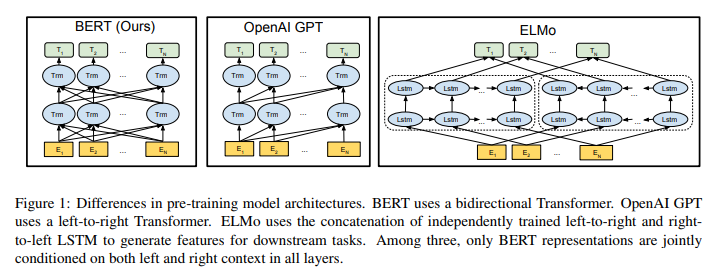 BERT (Ours)
T1 T2 ... TN
Trm Trm ... Trm
Trm Trm ... Trm
E1 E2 ... EN
OpenAI GPT
T1 T2 ... TN
Trm Trm ... Trm
Trm Trm ... Trm
E1 E2 ... EN
ELMo
T1 T2 ... TN
Lstm Lstm ... Lstm Lstm Lstm ... Lstm
Lstm Lstm ... Lstm Lstm Lstm ... Lstm
E1 E2 ... EN
Figure 1: Differences in pre-training model architectures. BERT uses a bidirectional Transformer. OpenAI GPT
uses a left-to-right Transformer. ELMo uses the concatenation of independently trained left-to-right and right-
to-left LSTM to generate features for downstream tasks. Among three, only BERT representations are jointly
conditioned on both left and right context in all layers.